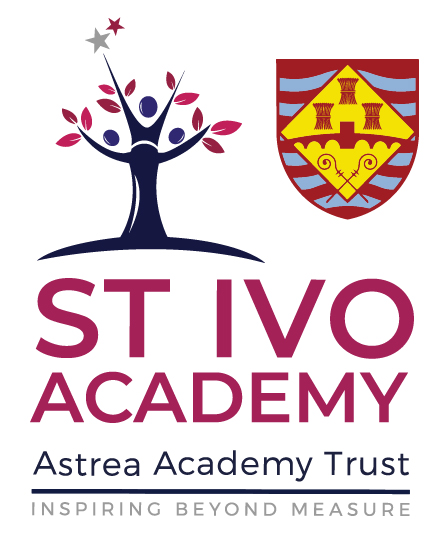 ST IVO
ACADEMY
Astrea Academy Trust
INSPIRING BEYOND MEASURE